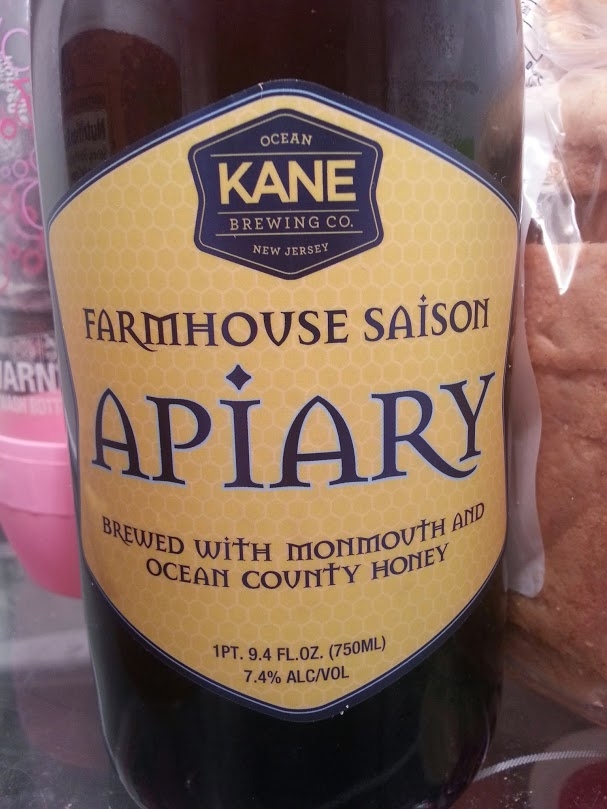 OCEAN
KANE
BREWING CO.
NEW JERSEY
FARMHOUSE SAISON
APIARY
BREWED WITH MONMOUTH AND
OCEAN COUNTY HONEY
1PT. 9.4 FL.OZ. (750ML)
7.4% ALC/VOL